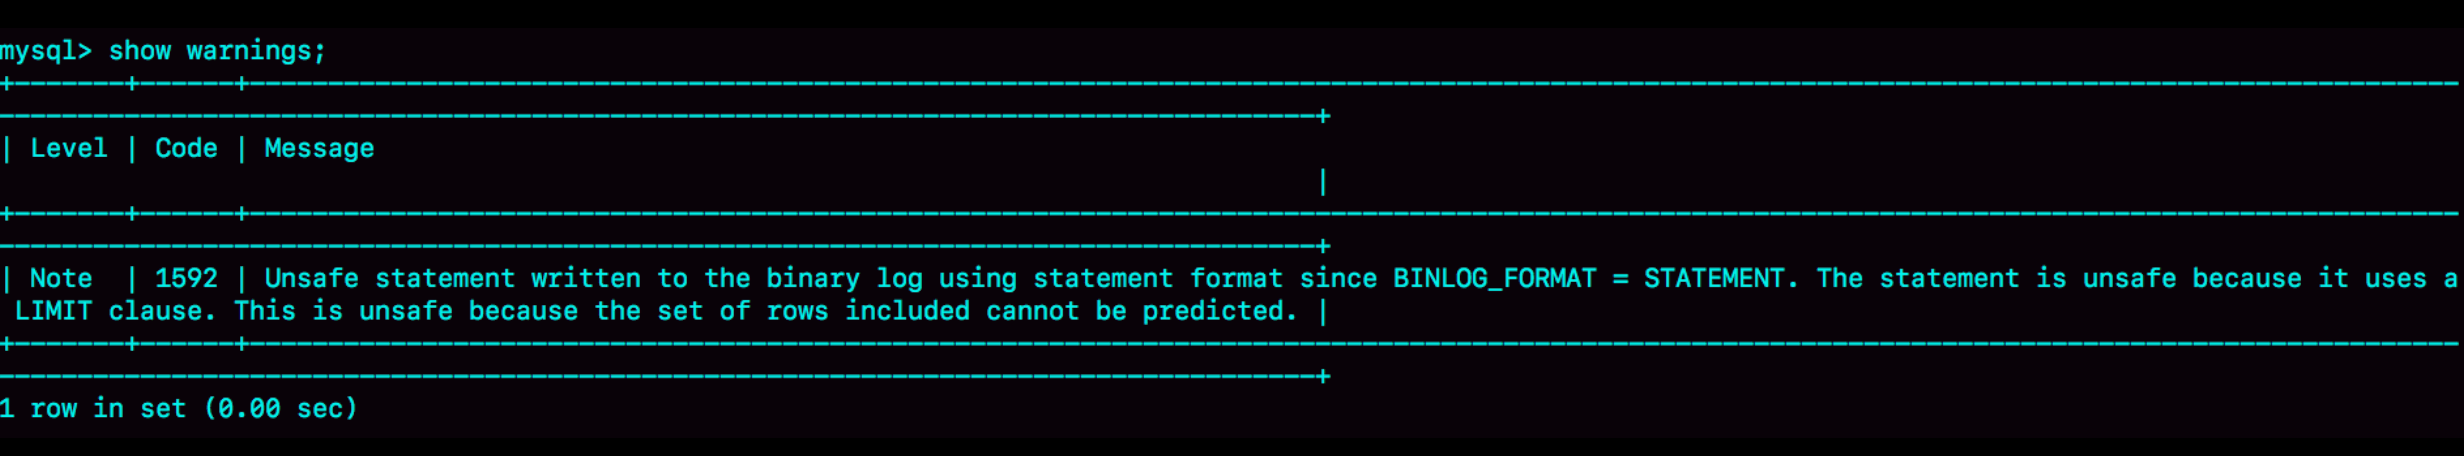 mysql> show warnings;
+-------+------+----------------------------------------------------------------------------------------------------------------------------------------------
------------------------------------------------------------------------------------+
| Level | Code | Message
|
+-------+------+----------------------------------------------------------------------------------------------------------------------------------------------
------------------------------------------------------------------------------------+
| Note  | 1592 | Unsafe statement written to the binary log using statement format since BINLOG_FORMAT = STATEMENT. The statement is unsafe because it uses a
LIMIT clause. This is unsafe because the set of rows included cannot be predicted. |
+-------+------+----------------------------------------------------------------------------------------------------------------------------------------------
------------------------------------------------------------------------------------+
1 row in set (0.00 sec)